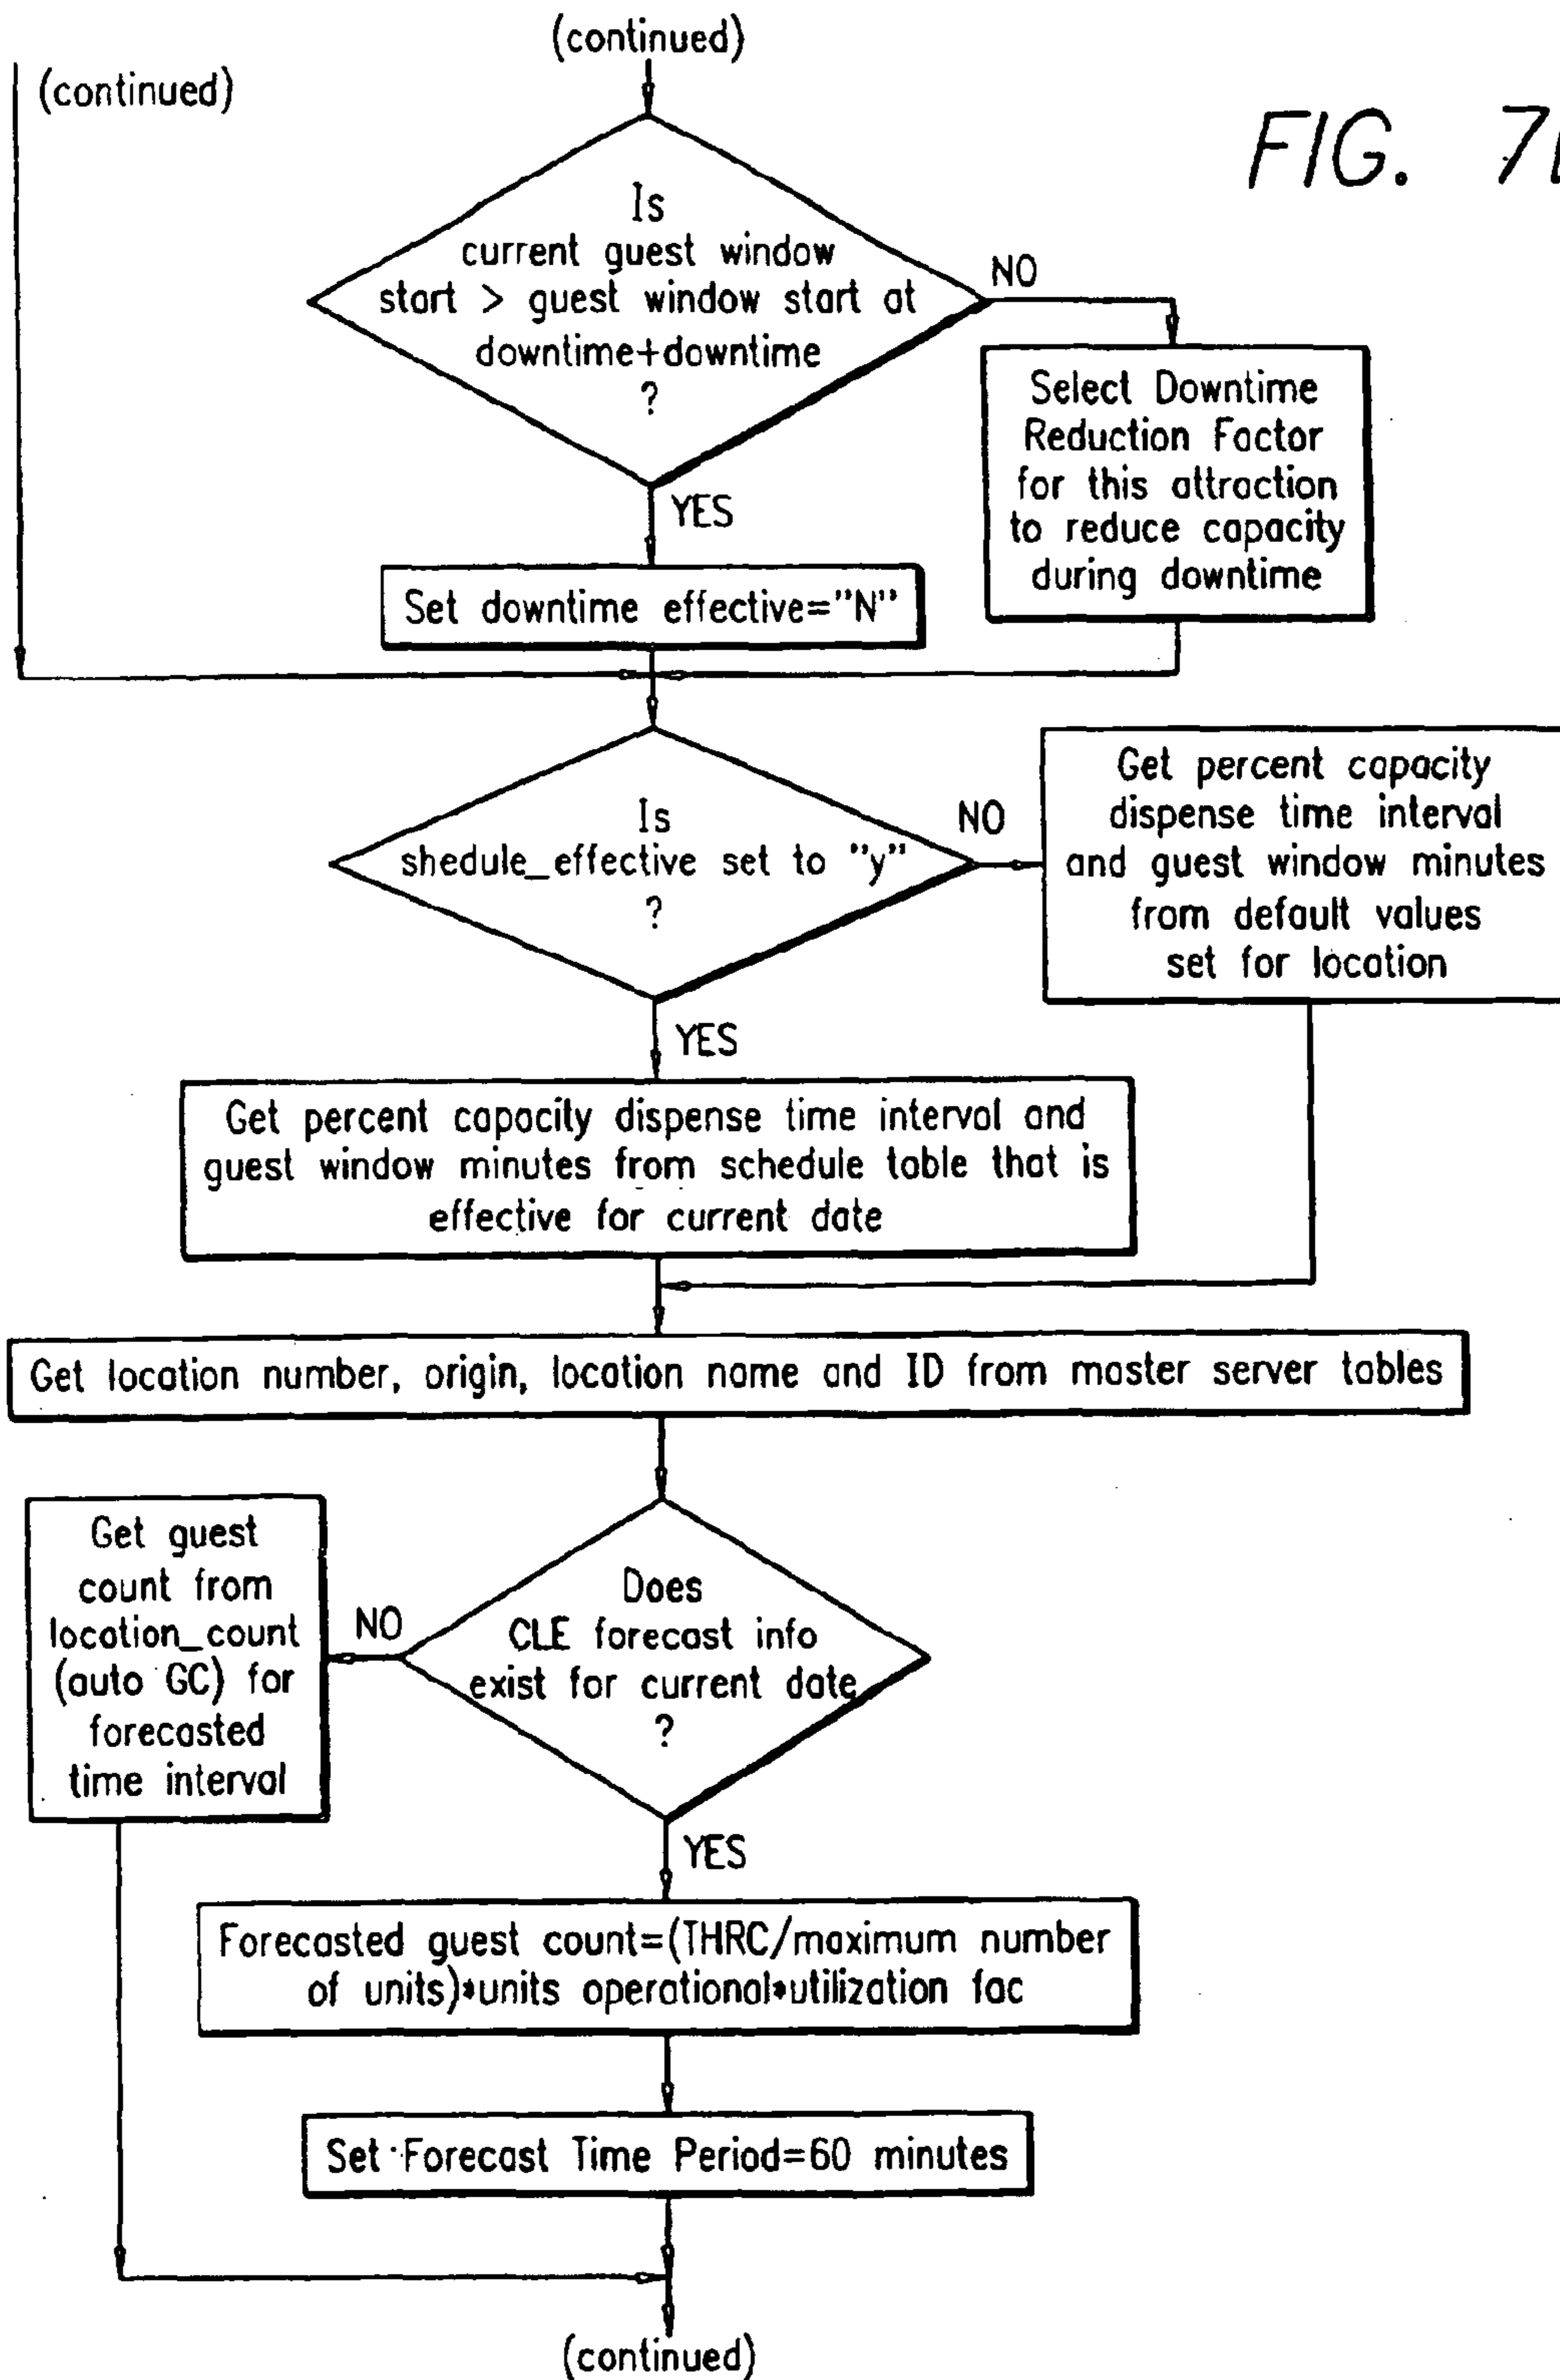 (continued)
(continued)
FIG.
Is
current guest window
start > guest window start at
downtime+downtime
?
NO
Select Downtime
Reduction Factor
for this attraction
to reduce capacity
during downtime
YES
Set downtime effective="N"
Is
shedule_effective set to "y"
?
NO
Get percent capacity
dispense time interval
and guest window minutes
from default values
set for location
YES
Get percent capacity dispense time interval and
guest window minutes from schedule table that is
effective for current date
Get location number, origin, location name and ID from master server tables
Does
CLE forecast info
exist for current date
?
NO
Get guest
count from
location_count
(auto GC) for
forecasted
time interval
YES
Forecasted guest count=(THRC/maximum number
of units)*units operational*utilization fac
Set Forecast Time Period=60 minutes
(continued)